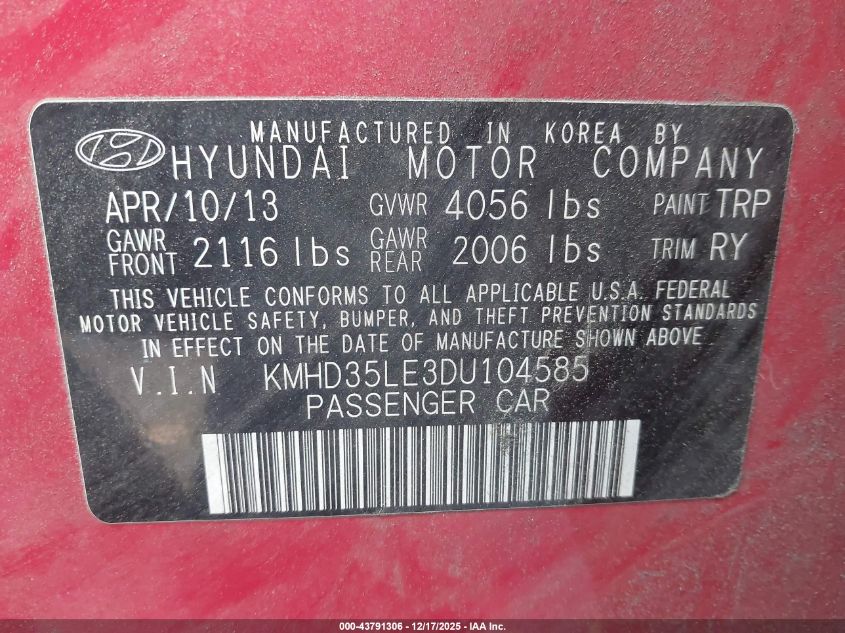 MANUFACTURED IN KOREA BY
HYUNDAI MOTOR COMPANY
APR/10/13 GVWR 4056 lbs PAINT TRP
GAWR FRONT 2116 lbs GAWR REAR 2006 lbs TRIM RY
THIS VEHICLE CONFORMS TO ALL APPLICABLE U.S.A. FEDERAL
MOTOR VEHICLE SAFETY, BUMPER, AND THEFT PREVENTION STANDARDS
IN EFFECT ON THE DATE OF MANUFACTURE SHOWN ABOVE
V.I.N KMHD35LE3DU104585
PASSENGER CAR
000-43791306 - 12/17/2025 - IAA Inc.